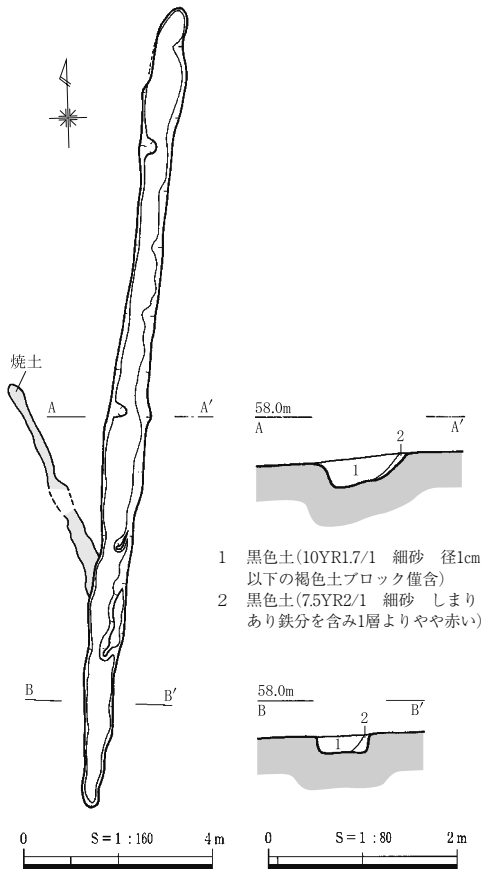 焼土
A
A′
58.0m
A
A′
2
1
1 黒色土(10YR1.7/1 細砂 径1cm
以下の褐色土ブロック僅含)
2 黒色土(7.5YR2/1 細砂 しまり
あり鉄分を含み1層よりやや赤い)
B
B′
58.0m
B
B′
2
1
0 S=1:160 4m
0 S=1:80 2m